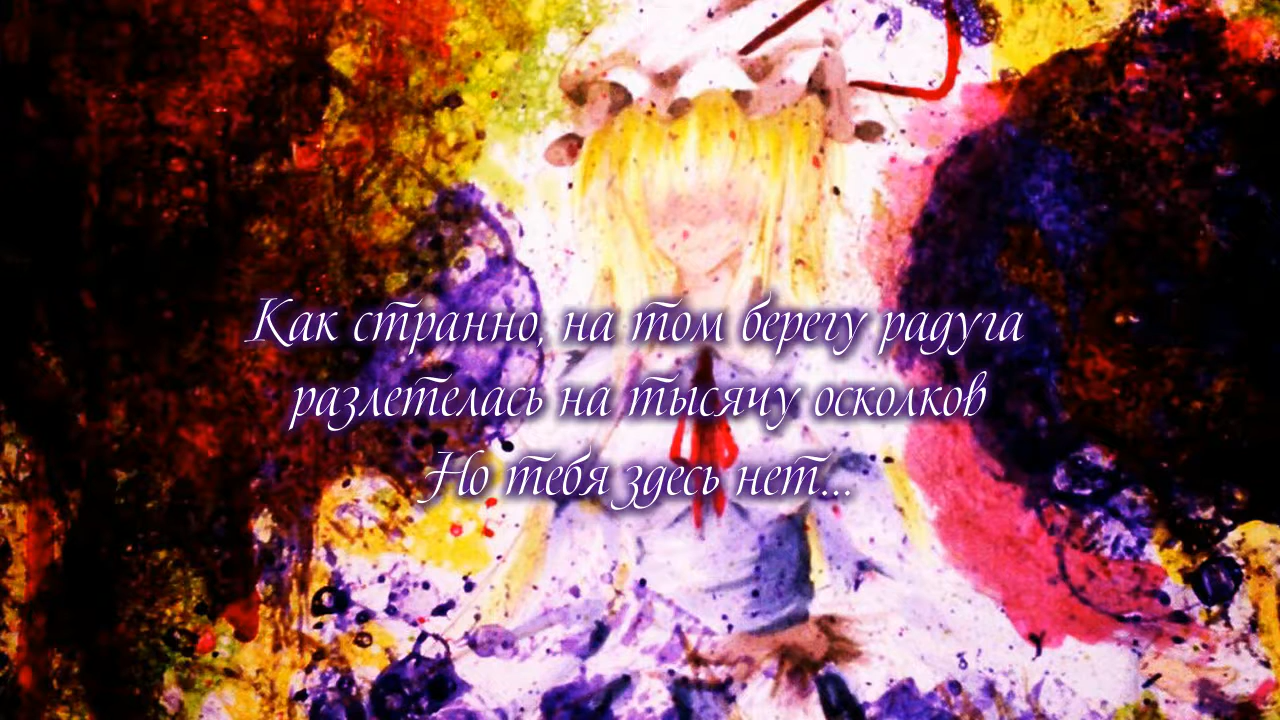 Как странно, на том берегу радуга
разлетелась на тысячу осколков
Но тебя здесь нет...